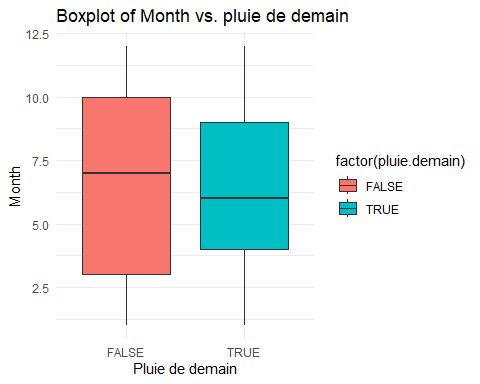 Boxplot of Month vs. pluie de demain
12.5
10.0
7.5
5.0
2.5
Month
FALSE
TRUE
Pluie de demain
factor(pluie.demain)
FALSE
TRUE